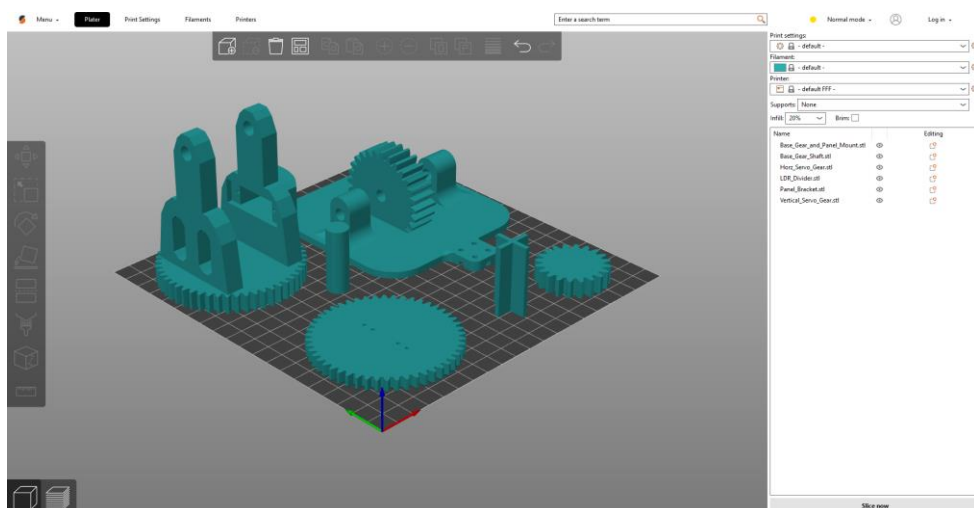 Menu
Plater
Print Settings
Filaments
Printers
Enter a search term
Normal mode
Log in
Print settings:
- default -
Filament:
- default -
Printer:
- default FFF -
Supports: None
Infill: 20% Brim:
Name Editing
Base_Gear_and_Panel_Mount.stl
Base_Gear_Shaft.stl
Horz_Servo_Gear.stl
LDR_Divider.stl
Panel_Bracket.stl
Vertical_Servo_Gear.stl
Slice now